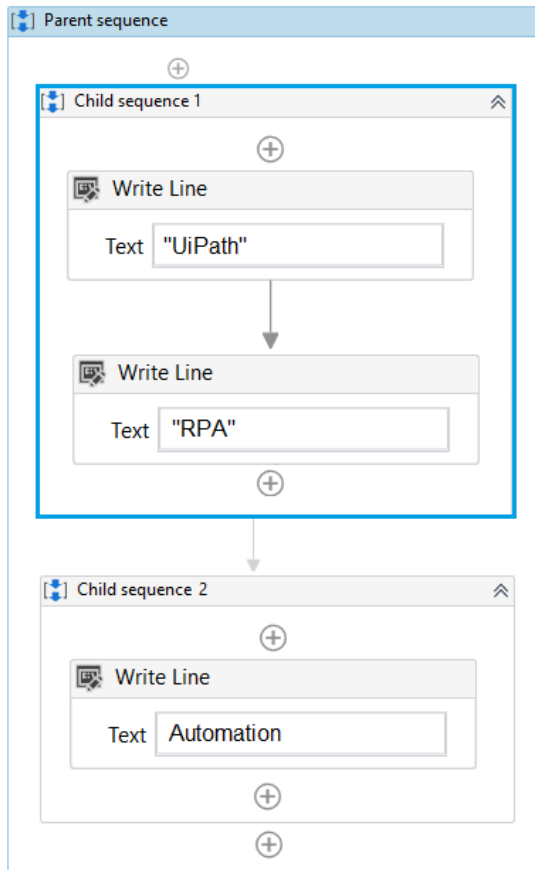 Parent sequence
Child sequence 1
Write Line
Text "UiPath"
Write Line
Text "RPA"
Child sequence 2
Write Line
Text Automation